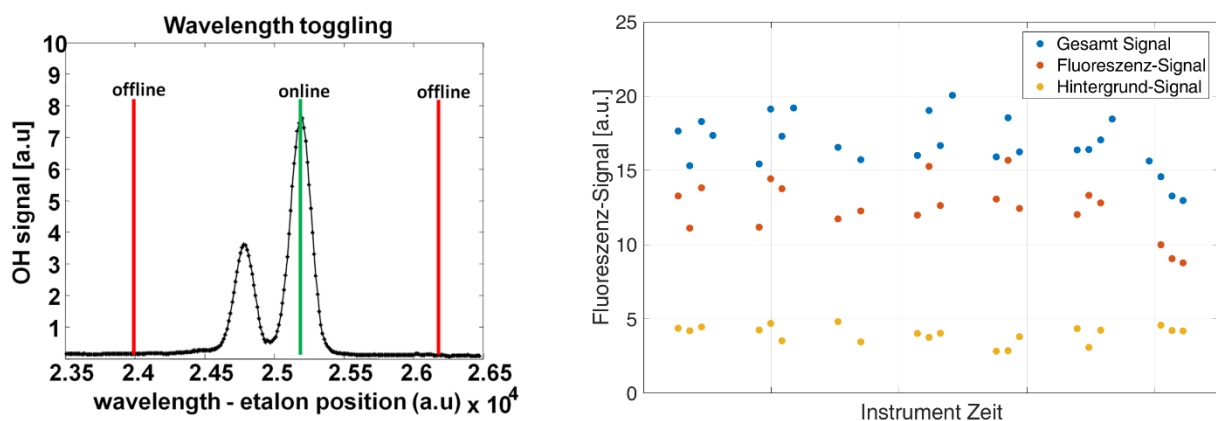 Wavelength toggling
10
9
8
7
6
5
4
3
2
1
OH signal [a.u]
offline
online
offline
2.35
2.4
2.45
2.5
2.55
2.6
2.65
wavelength - etalon position (a.u) x 10^4
25
20
15
10
5
0
Fluoreszenz-Signal [a.u.]
Gesamt Signal
Fluoreszenz-Signal
Hintergrund-Signal
Instrument Zeit